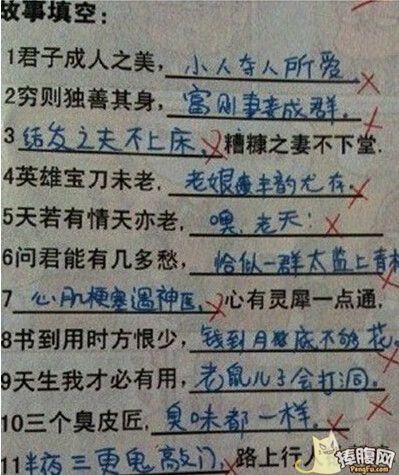 故事填空：
1君子成人之美，小人夺人所爱
2穷则独善其身，富则妻妾成群。
3结发之夫不上床，糟糠之妻不下堂．
4英雄宝刀未老，老娘丰韵尤存．
5天若有情天亦老，噢，老天！
6问君能有几多愁，恰似一群太监上青
7心肌梗塞遇神医，心有灵犀一点通，
8书到用时方恨少，钱到月底不够花。
9天生我才必有用，老鼠儿子会打洞。
10三个臭皮匠，臭味都一样。
11半夜三更鬼敲门，路上行人
捧腹网
PengFu.com